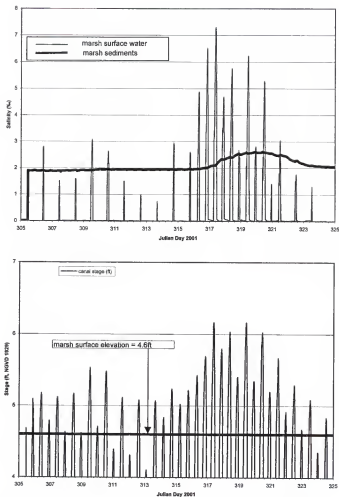 8
7
6
5
4
3
2
1
0
Salinity (‰)
marsh surface water
marsh sediments
305 307 309 311 313 315 317 319 321 323 325
Julian Day 2001
7
6
5
4
Stage (ft, NGVD 1929)
canal stage (ft)
marsh surface elevation = 4.6ft
305 307 309 311 313 315 317 319 321 323 325
Julian Day 2001